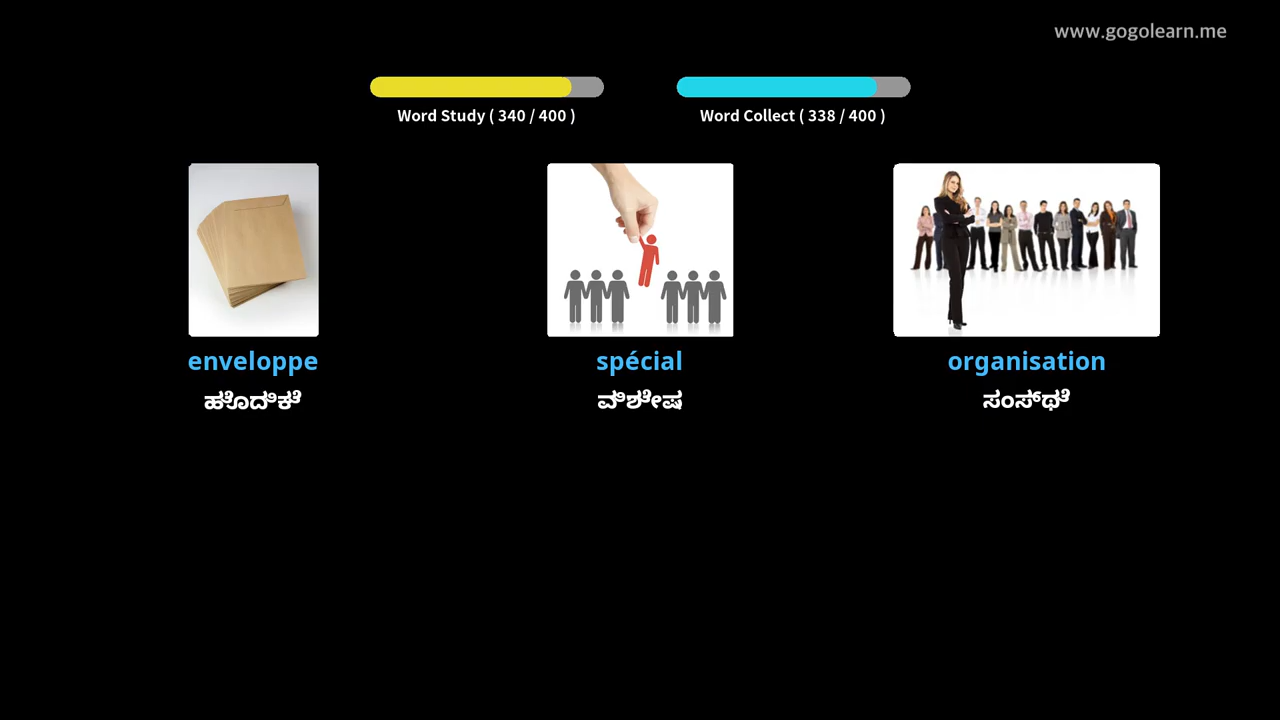 www.gogolearn.me
Word Study ( 340 / 400 )
Word Collect ( 338 / 400 )
enveloppe
spécial
organisation
ಹೊದಿಕೆ
ವಿಶೇಷ
ಸಂಸ್ಥೆ